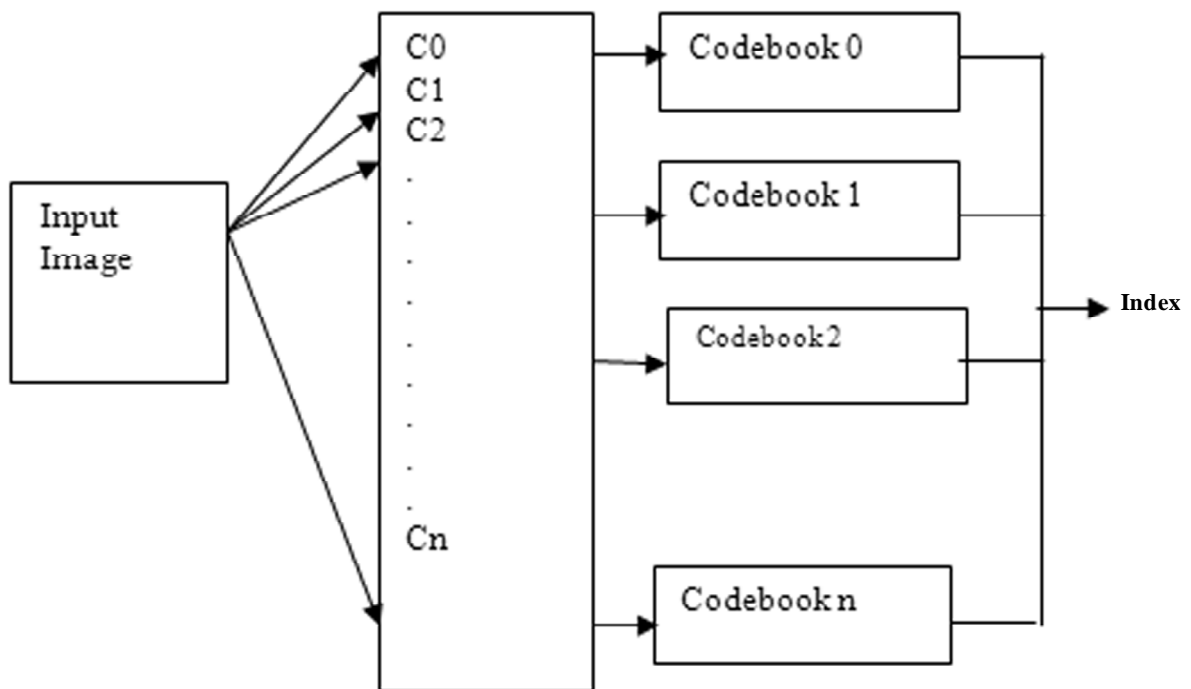 Input
Image
C0
C1
C2
.
.
.
.
.
.
.
.
.
Cn
Codebook 0
Codebook 1
Codebook 2
Codebook n
Index